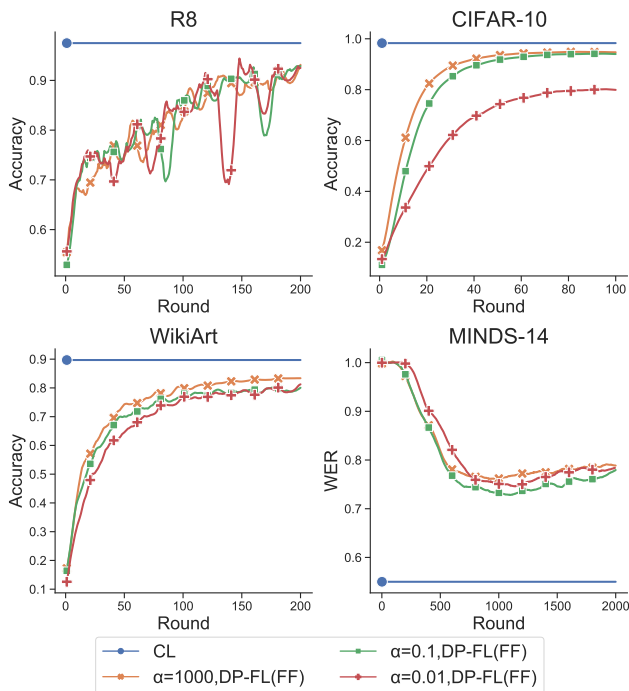 R8
Accuracy
0.9
0.8
0.7
0.6
0 50 100 150 200
Round
CIFAR-10
Accuracy
1.0
0.8
0.6
0.4
0.2
0 20 40 60 80 100
Round
WikiArt
Accuracy
0.9
0.8
0.7
0.6
0.5
0.4
0.3
0.2
0.1
0 50 100 150 200
Round
MINDS-14
WER
1.0
0.9
0.8
0.7
0.6
0 500 1000 1500 2000
Round
CL
α=1000,DP-FL(FF)
α=0.1,DP-FL(FF)
α=0.01,DP-FL(FF)